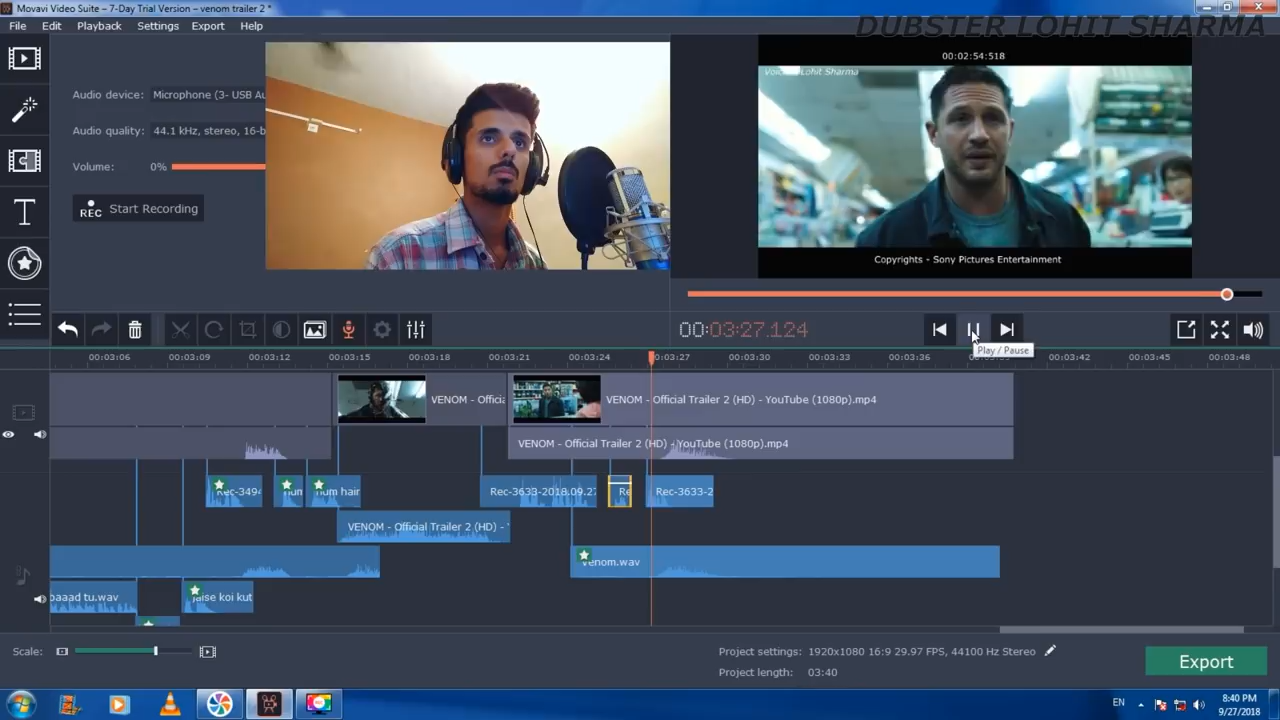 Movavi Video Suite – 7-Day Trial Version – venom trailer 2 *
File Edit Playback Settings Export Help
DUBSTER LOHIT SHARMA
Audio device: Microphone (3- USB Au
Audio quality: 44.1 kHz, stereo, 16-b
Volume: 0%
REC Start Recording
00:02:54:518
Lohit Sharma
Copyrights - Sony Pictures Entertainment
00:03:27.124
Play / Pause
00:03:06 00:03:09 00:03:12 00:03:15 00:03:18 00:03:21 00:03:24 00:03:27 00:03:30 00:03:33 00:03:36 00:03:42 00:03:45 00:03:48
VENOM - Officia VENOM - Official Trailer 2 (HD) - YouTube (1080p).mp4
VENOM - Official Trailer 2 (HD) - YouTube (1080p).mp4
Rec-349 hair Rec-3633-2018.09.27 Re Rec-3633-2
VENOM - Official Trailer 2 (HD) -
venom.wav
baaad tu.wav jaise koi kut
Scale:
Project settings: 1920x1080 16:9 29.97 FPS, 44100 Hz Stereo
Project length: 03:40
Export
EN
8:40 PM
9/27/2018